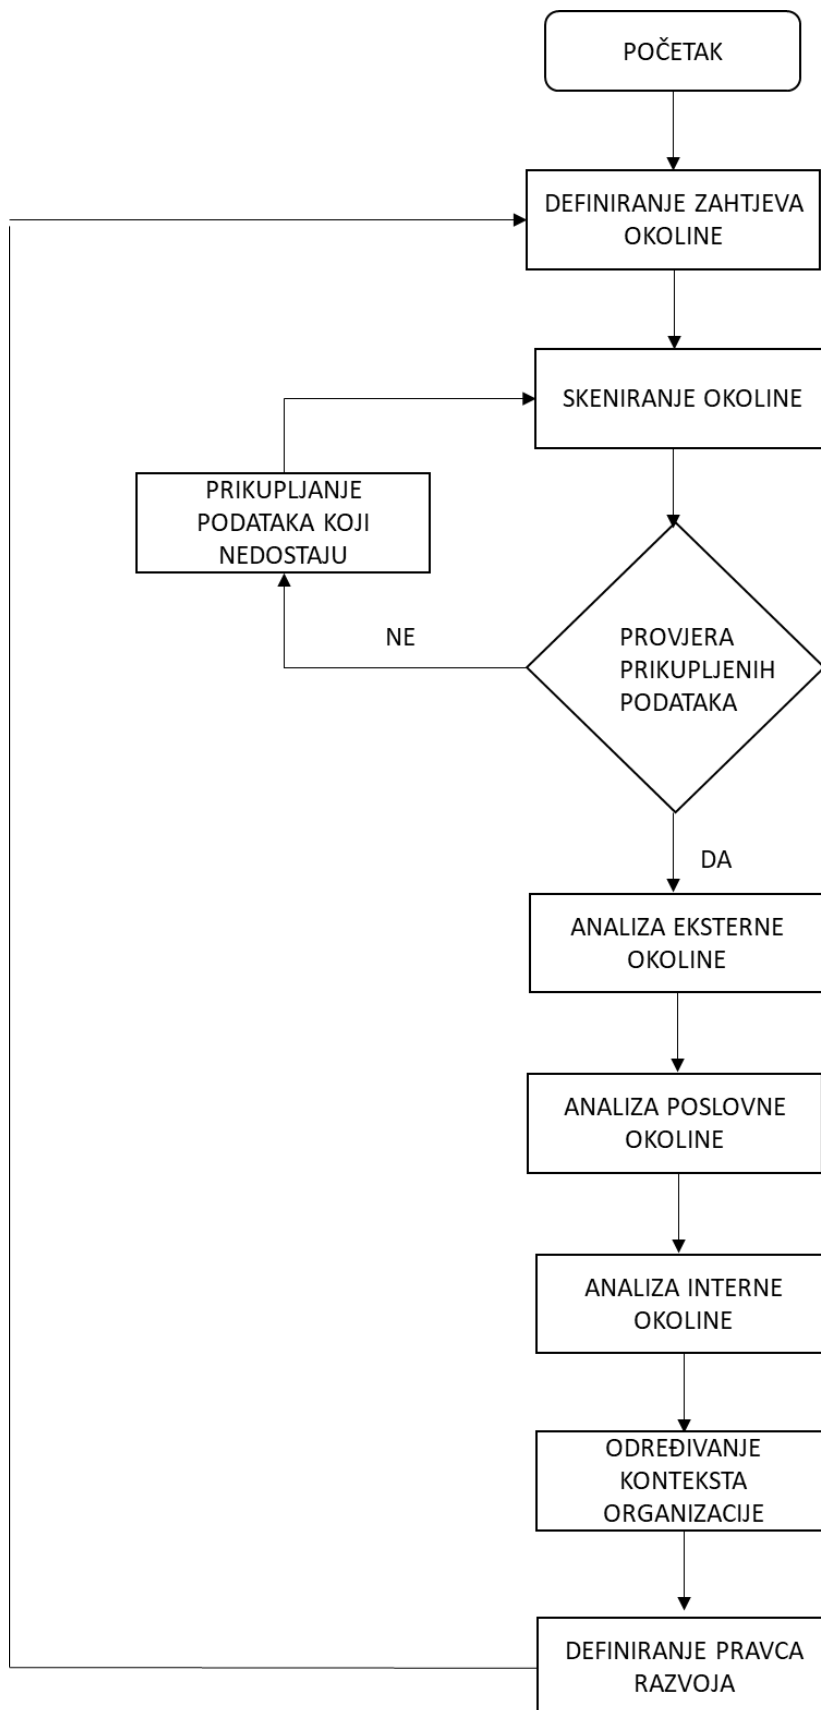 POČETAK
DEFINIRANJE ZAHTJEVA
OKOLINE
SKENIRANJE OKOLINE
PRIKUPLJANJE
PODATAKA KOJI
NEDOSTAJU
NE
PROVJERA
PRIKUPLJENIH
PODATAKA
DA
ANALIZA EKSTERNE
OKOLINE
ANALIZA POSLOVNE
OKOLINE
ANALIZA INTERNE
OKOLINE
ODREĐIVANJE
KONTEKSTA
ORGANIZACIJE
DEFINIRANJE PRAVCA
RAZVOJA